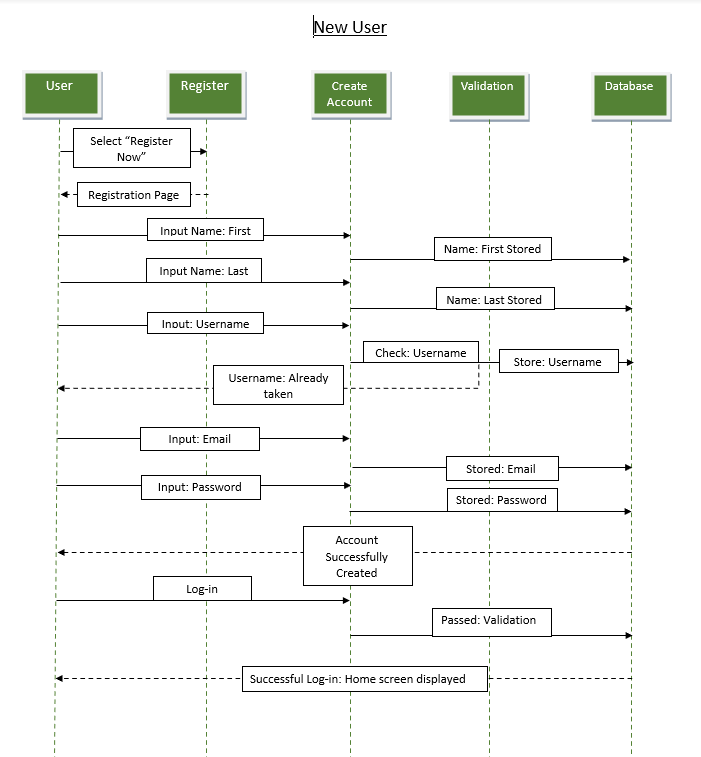 New User
User
Register
Create
Account
Validation
Database
Select “Register
Now”
Registration Page
Input Name: First
Name: First Stored
Input Name: Last
Name: Last Stored
Input: Username
Check: Username
Store: Username
Username: Already
taken
Input: Email
Stored: Email
Input: Password
Stored: Password
Account
Successfully
Created
Log-in
Passed: Validation
Successful Log-in: Home screen displayed